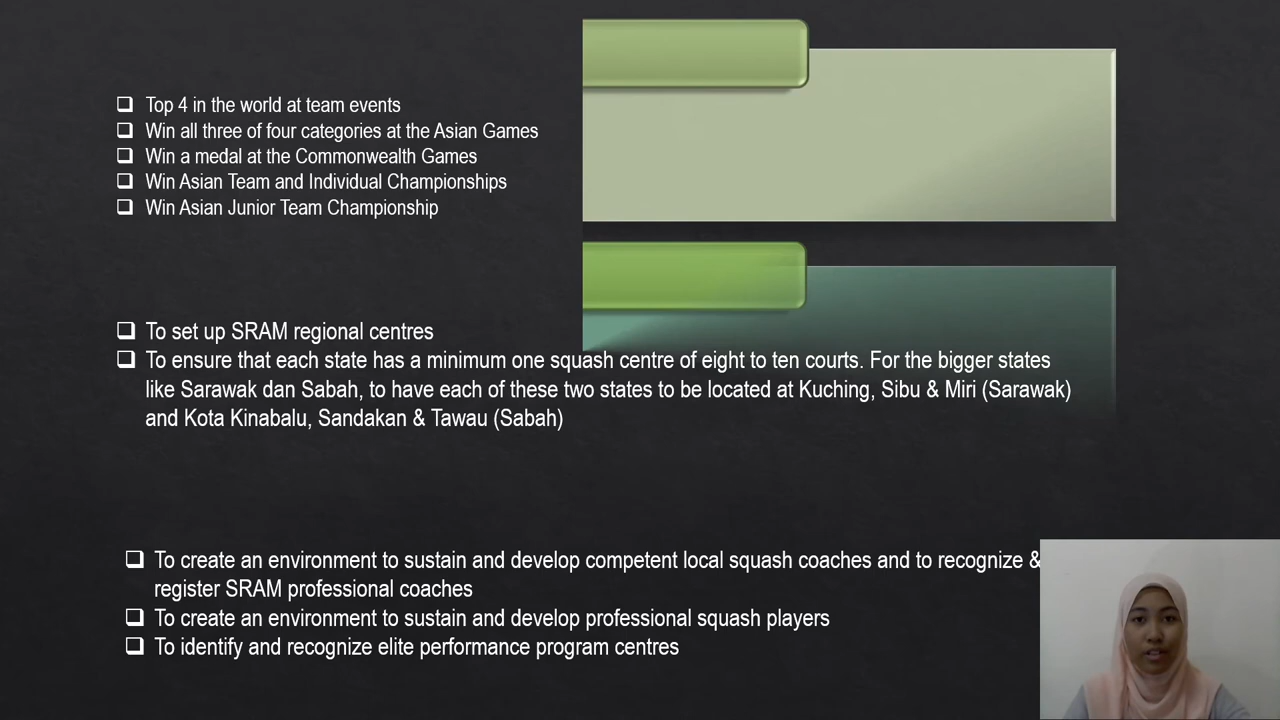 Top 4 in the world at team events
Win all three of four categories at the Asian Games
Win a medal at the Commonwealth Games
Win Asian Team and Individual Championships
Win Asian Junior Team Championship
To set up SRAM regional centres
To ensure that each state has a minimum one squash centre of eight to ten courts. For the bigger states
like Sarawak dan Sabah, to have each of these two states to be located at Kuching, Sibu & Miri (Sarawak)
and Kota Kinabalu, Sandakan & Tawau (Sabah)
To create an environment to sustain and develop competent local squash coaches and to recognize &
register SRAM professional coaches
To create an environment to sustain and develop professional squash players
To identify and recognize elite performance program centres